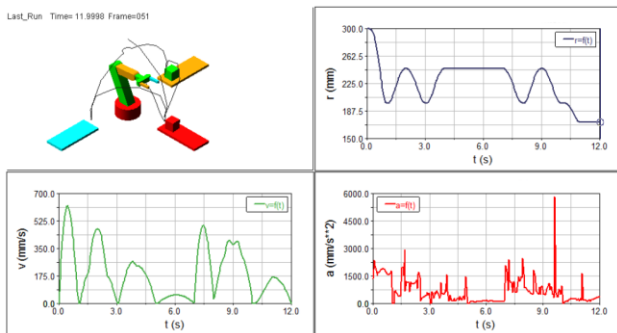 Last_Run Time= 11.9998 Frame=051
300.0
262.5
225.0
187.5
150.0
r (mm)
r=f(t)
0.0 3.0 6.0 9.0 12.0
t (s)
700.0
525.0
350.0
175.0
0.0
v (mm/s)
v=f(t)
0.0 3.0 6.0 9.0 12.0
t (s)
6000.0
4500.0
3000.0
1500.0
0.0
a (mm/s**2)
a=f(t)
0.0 3.0 6.0 9.0 12.0
t (s)